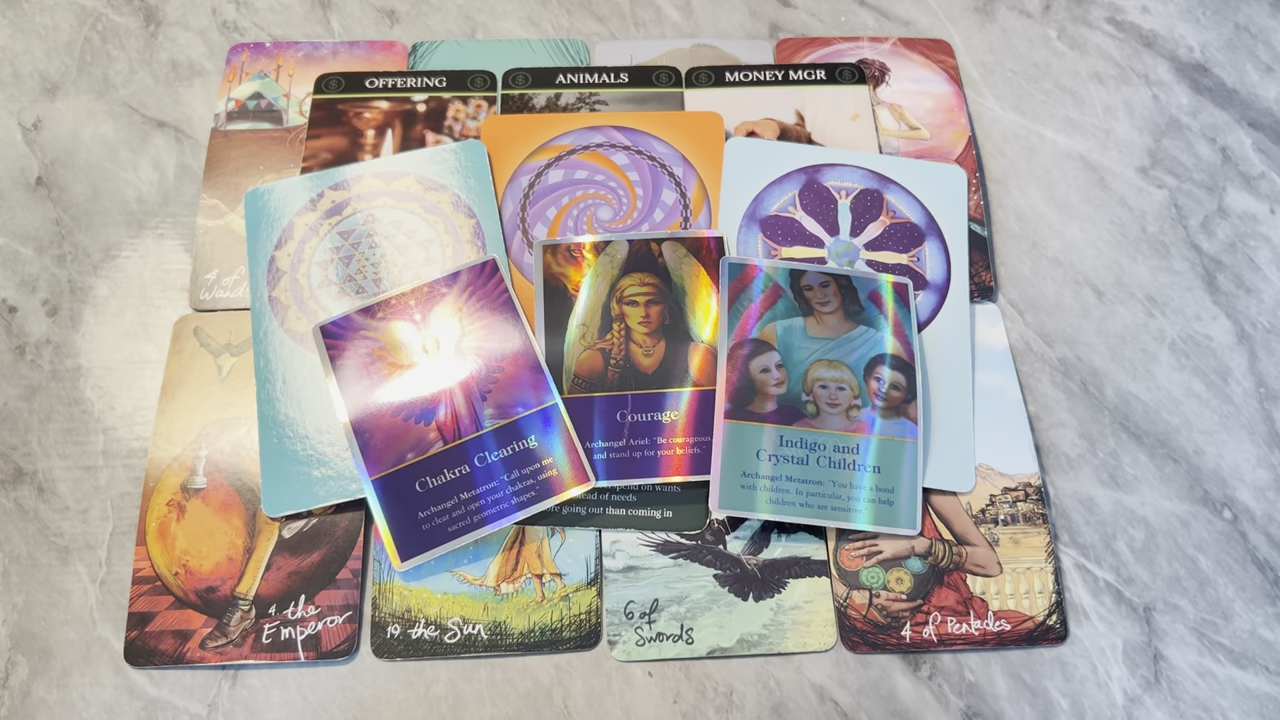 OFFERING
ANIMALS
MONEY MGR
4 of
Wands
Chakra Clearing
Archangel Metatron: "Call upon me
to clear and open your chakras, using
sacred geometric shapes."
Courage
Archangel Ariel: "Be courageous
and stand up for your beliefs."
Indigo and
Crystal Children
Archangel Metatron: "You have a bond
with children. In particular, you can help
children who are sensitive."
on wants
of needs
going out than coming in
4. the
Emperor
19 the Sun
6 of
Swords
4 of Pentacles